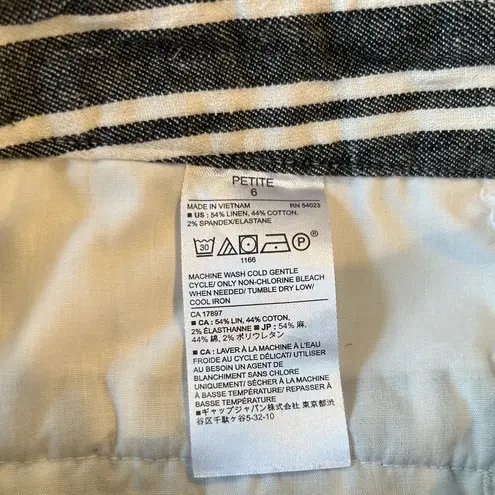 PETITE
6
MADE IN VIETNAM RN 54023
■ US : 54% LINEN, 44% COTTON,
2% SPANDEX/ELASTANE
30 P
1166
MACHINE WASH COLD GENTLE
CYCLE/ ONLY NON-CHLORINE BLEACH
WHEN NEEDED/ TUMBLE DRY LOW/
COOL IRON
CA 17897
■ CA : 54% LIN, 44% COTON,
2% ÉLASTHANNE ■ JP : 54% 麻,
44% 綿, 2% ポリウレタン
■ CA : LAVER À LA MACHINE À L'EAU
FROIDE AU CYCLE DÉLICAT/ UTILISER
AU BESOIN UN AGENT DE
BLANCHIMENT SANS CHLORE
UNIQUEMENT/ SÉCHER À LA MACHINE
À BASSE TEMPÉRATURE/ REPASSER À
BASSE TEMPÉRATURE
■ギャップジャパン(株)/ 東京都渋
谷区千駄ヶ谷5-32-10